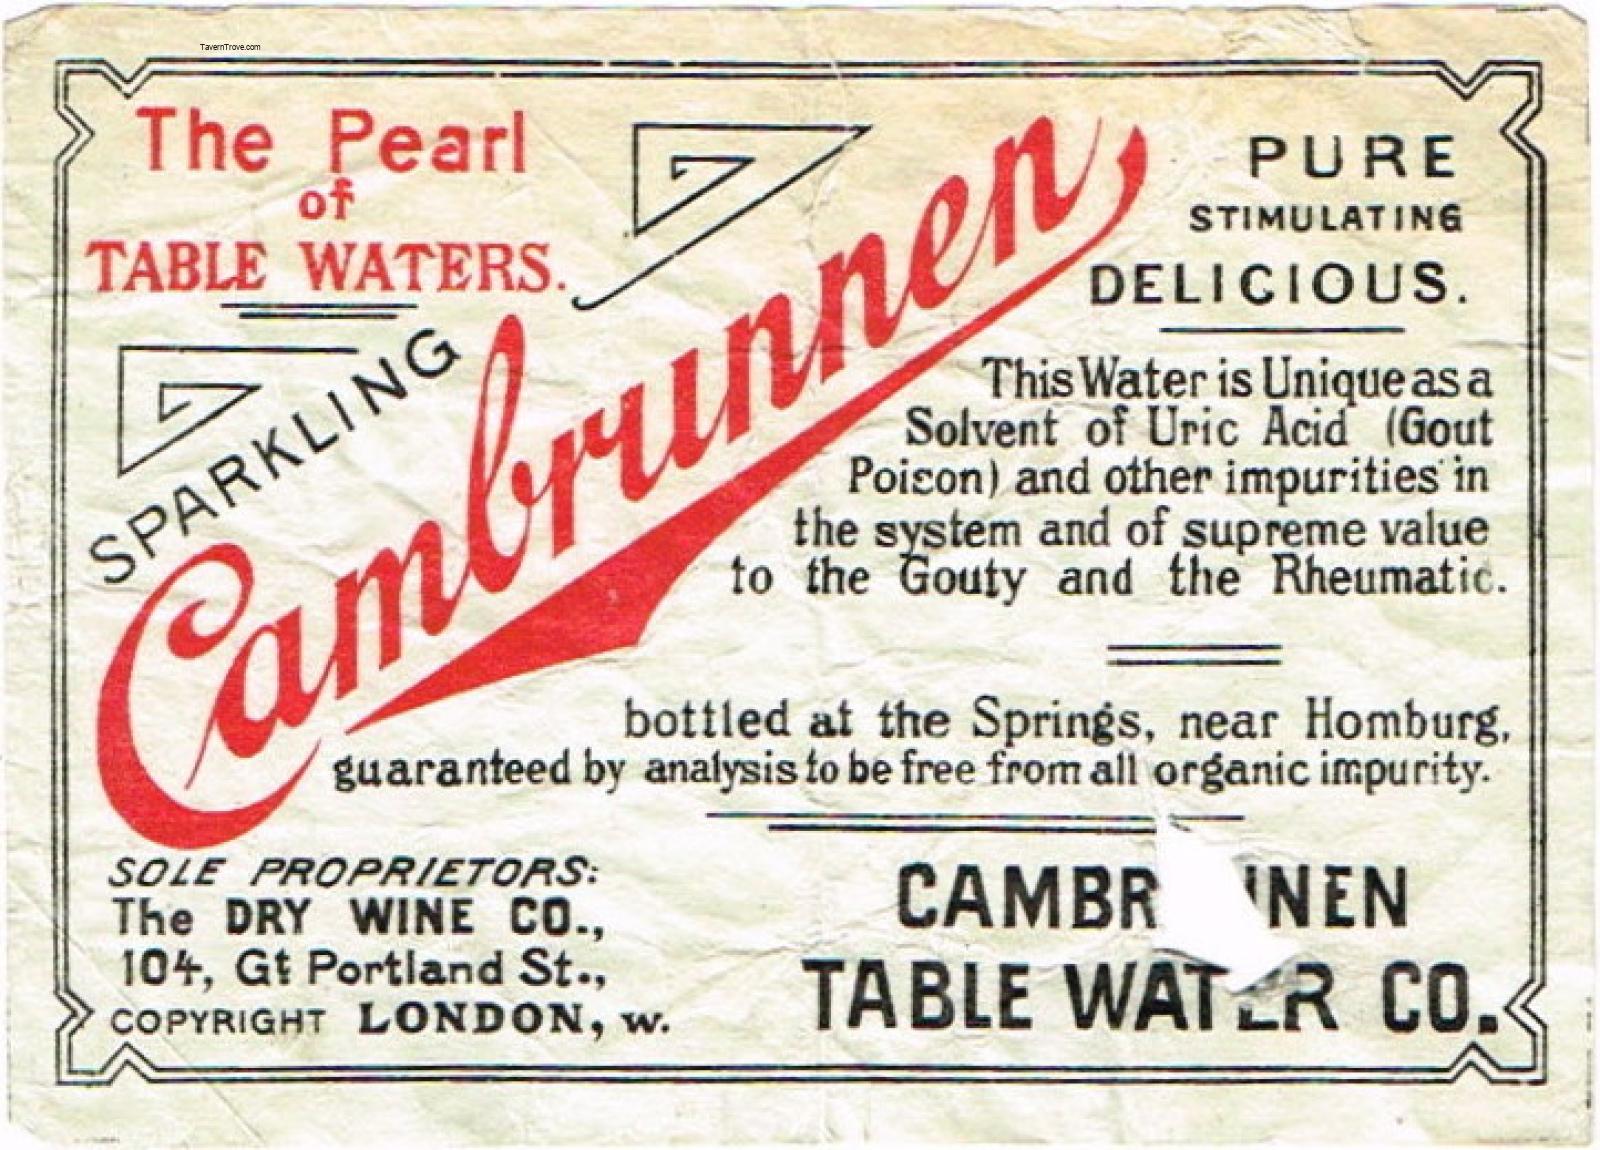 TavernTrove.com
The Pearl
of
TABLE WATERS.
SPARKLING
Cambrunnen,
PURE
STIMULATING
DELICIOUS.
This Water is Unique as a
Solvent of Uric Acid (Gout
Poison) and other impurities in
the system and of supreme value
to the Gouty and the Rheumatic.
bottled at the Springs, near Homburg,
guaranteed by analysis to be free from all organic impurity.
SOLE PROPRIETORS:
The DRY WINE CO.,
104, Gt Portland St.,
COPYRIGHT LONDON, W.
CAMBRUNNEN
TABLE WATER CO.